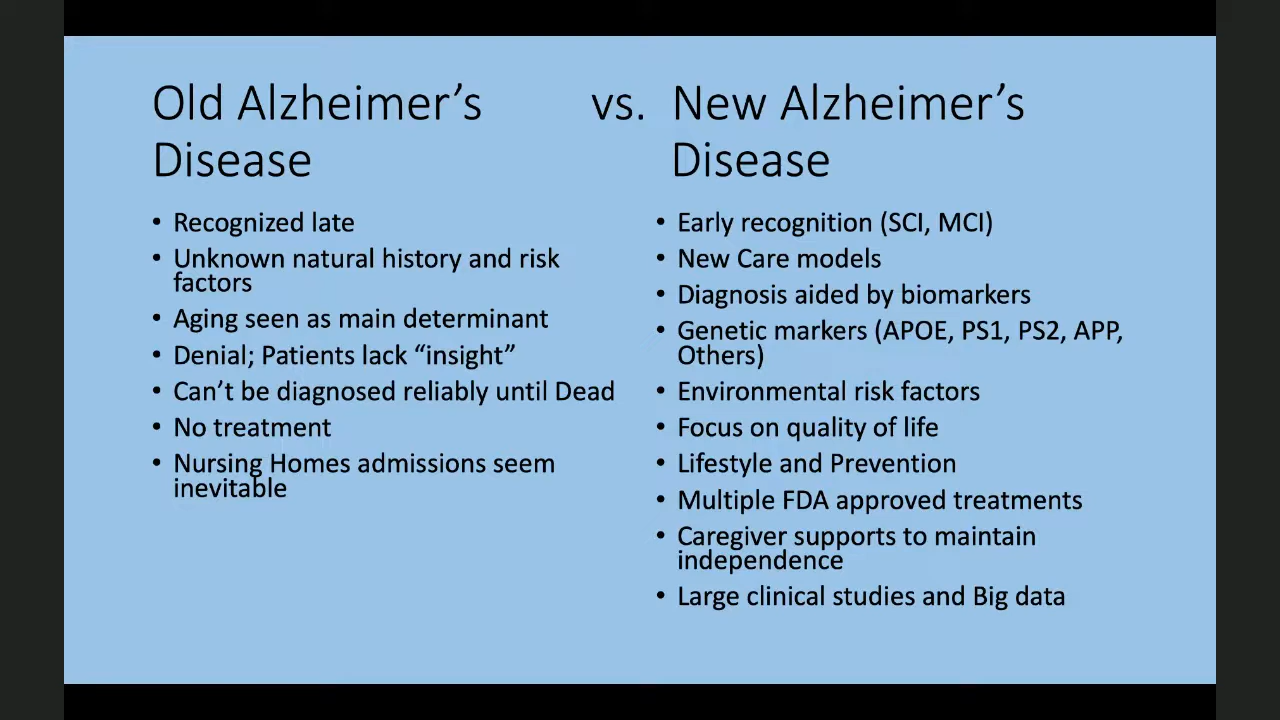 Old Alzheimer's
Disease
vs. New Alzheimer's
Disease
• Recognized late
• Unknown natural history and risk
factors
• Aging seen as main determinant
• Denial; Patients lack “insight”
• Can't be diagnosed reliably until Dead
• No treatment
• Nursing Homes admissions seem
inevitable
• Early recognition (SCI, MCI)
• New Care models
• Diagnosis aided by biomarkers
• Genetic markers (APOE, PS1, PS2, APP,
Others)
• Environmental risk factors
• Focus on quality of life
• Lifestyle and Prevention
• Multiple FDA approved treatments
• Caregiver supports to maintain
independence
• Large clinical studies and Big data